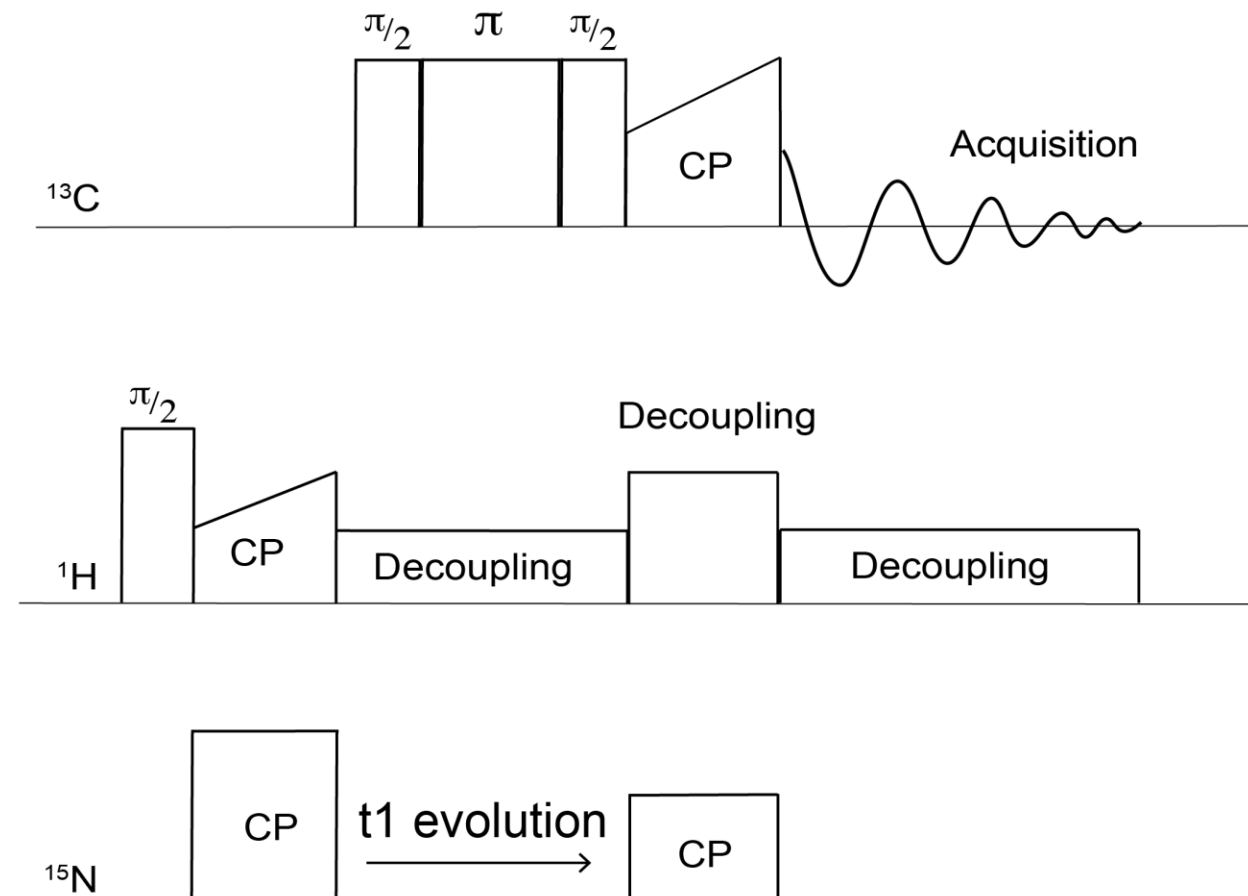 π/2 π π/2
Acquisition
CP
¹³C
π/2
Decoupling
CP
Decoupling
Decoupling
¹H
t1 evolution
CP
CP
¹⁵N